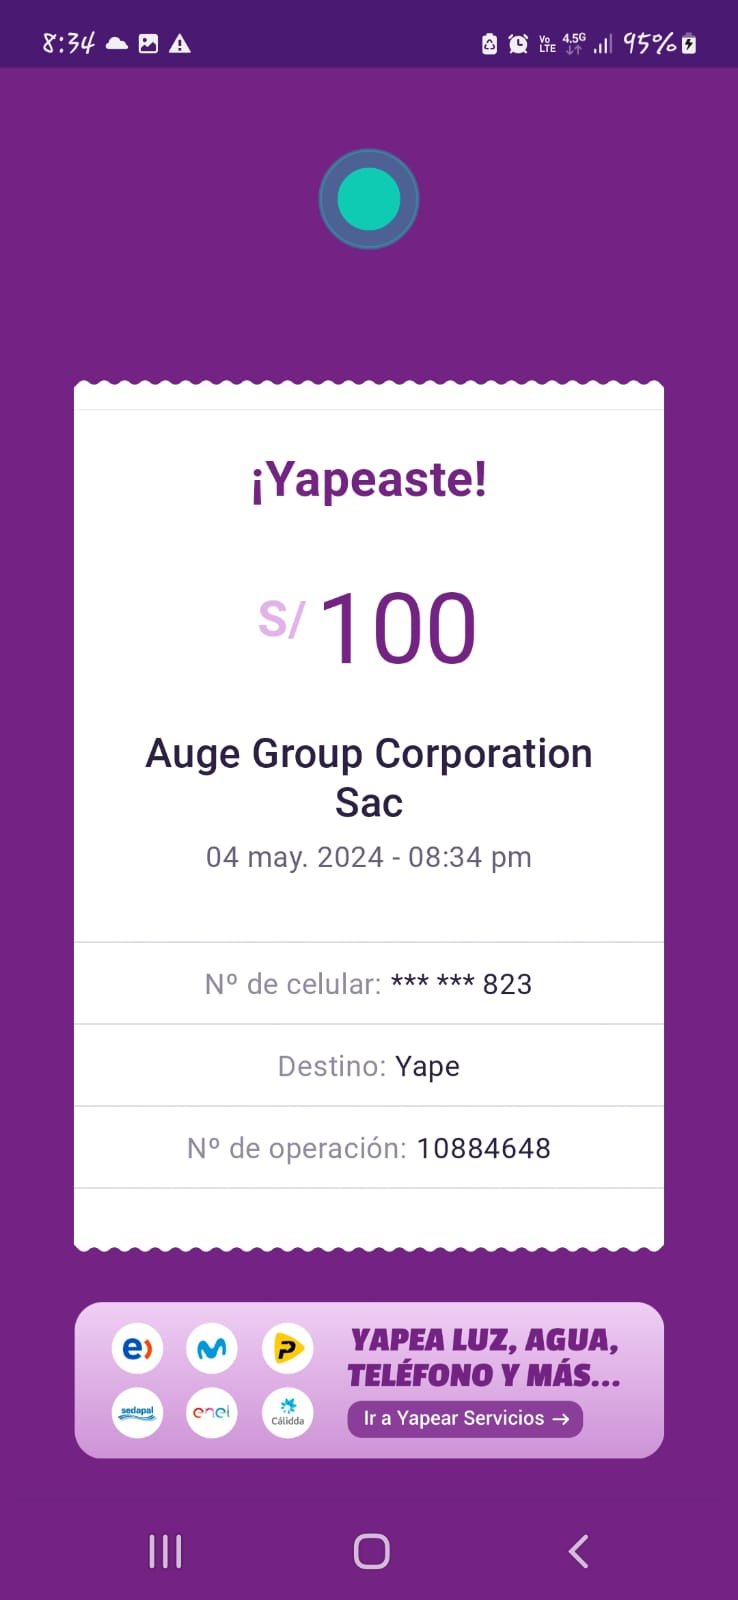 8:34 Vo LTE 4.5G 95%
¡Yapeaste!
S/ 100
Auge Group Corporation
Sac
04 may. 2024 - 08:34 pm
Nº de celular: *** *** 823
Destino: Yape
Nº de operación: 10884648
YAPEA LUZ, AGUA,
TELÉFONO Y MÁS...
e) P
sedapal enel Cálidda
Ir a Yapear Servicios →